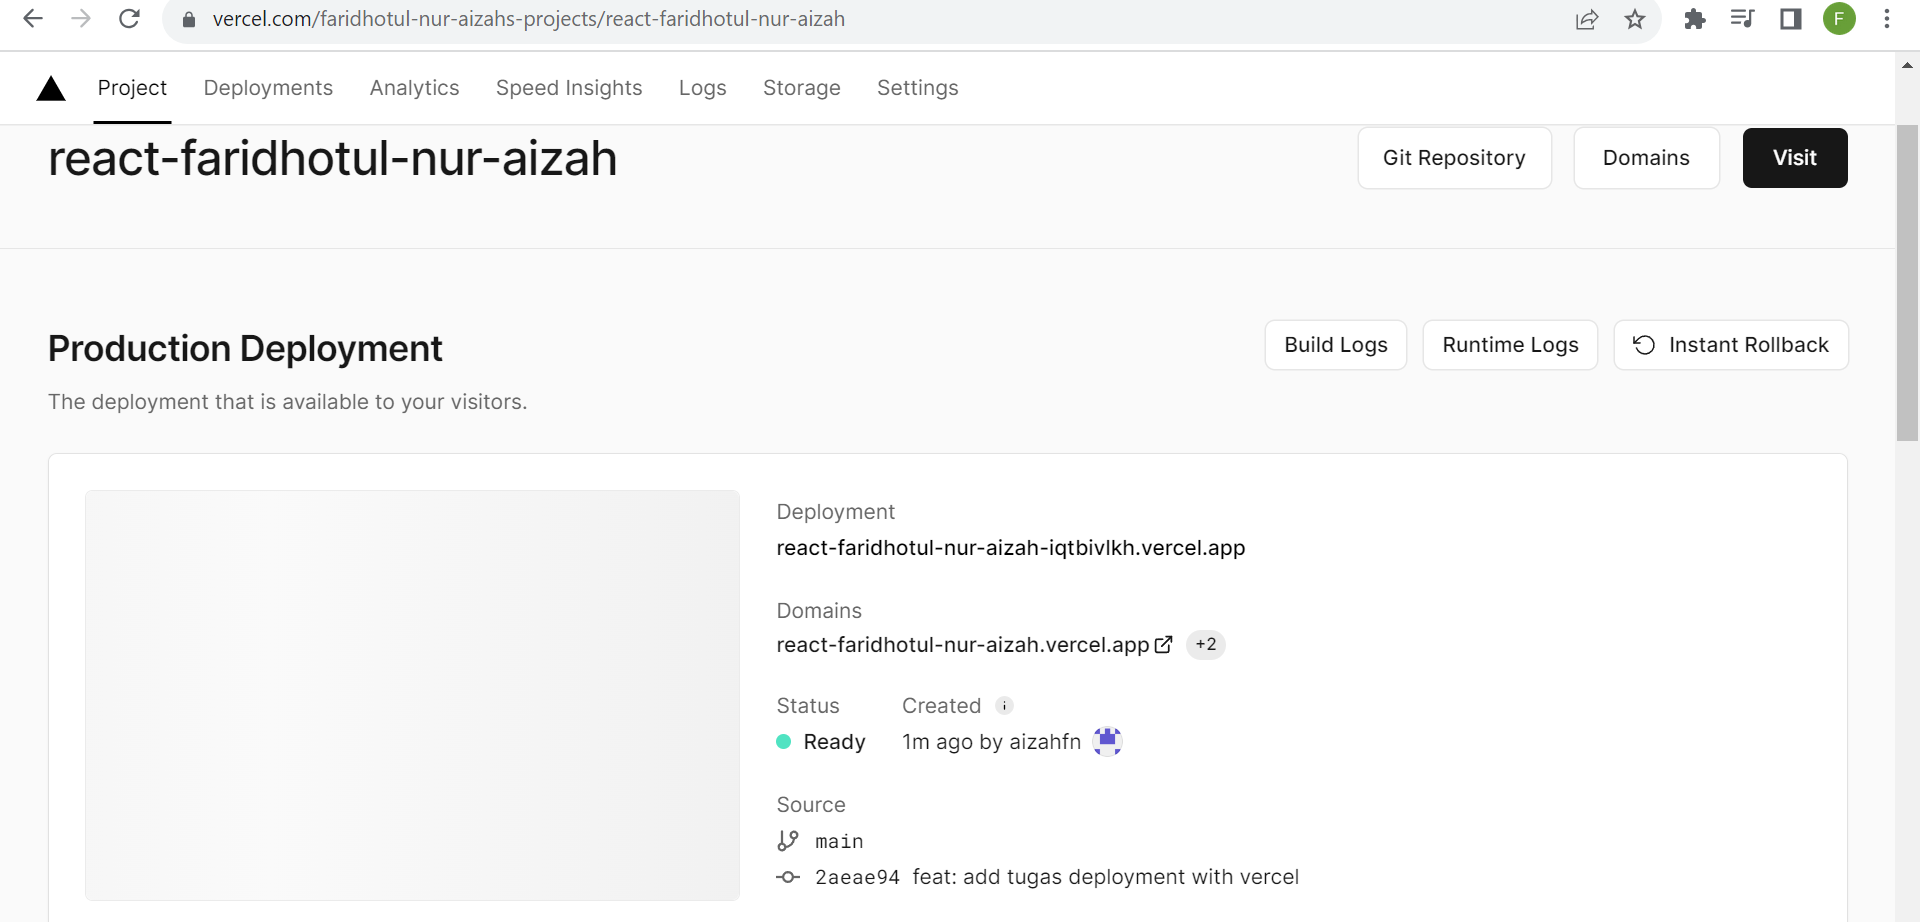 vercel.com/faridhotul-nur-aizahs-projects/react-faridhotul-nur-aizah
F
Project Deployments Analytics Speed Insights Logs Storage Settings
react-faridhotul-nur-aizah
Git Repository Domains Visit
Production Deployment
Build Logs Runtime Logs Instant Rollback
The deployment that is available to your visitors.
Deployment
react-faridhotul-nur-aizah-iqtbivlkh.vercel.app
Domains
react-faridhotul-nur-aizah.vercel.app +2
Status Created i
Ready 1m ago by aizahfn
Source
main
2aeae94 feat: add tugas deployment with vercel